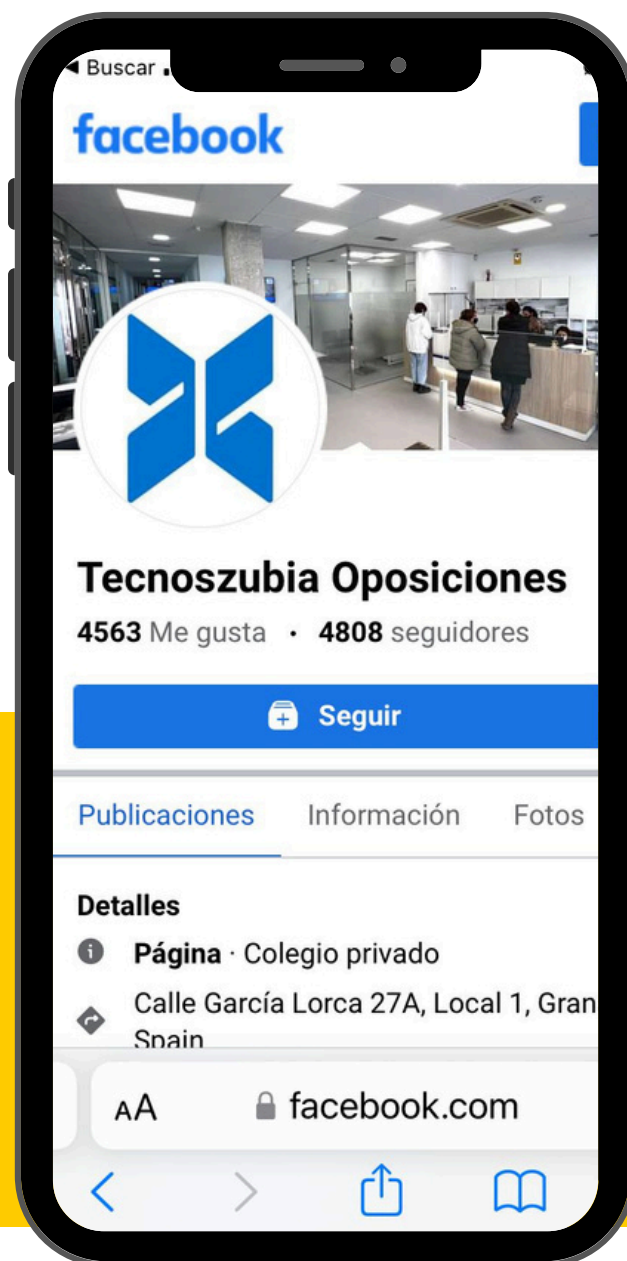 Buscar
facebook
Tecnoszubia Oposiciones
4563 Me gusta · 4808 seguidores
Seguir
Publicaciones Información Fotos
Detalles
Página · Colegio privado
Calle García Lorca 27A, Local 1, Gran
Spain
AA facebook.com